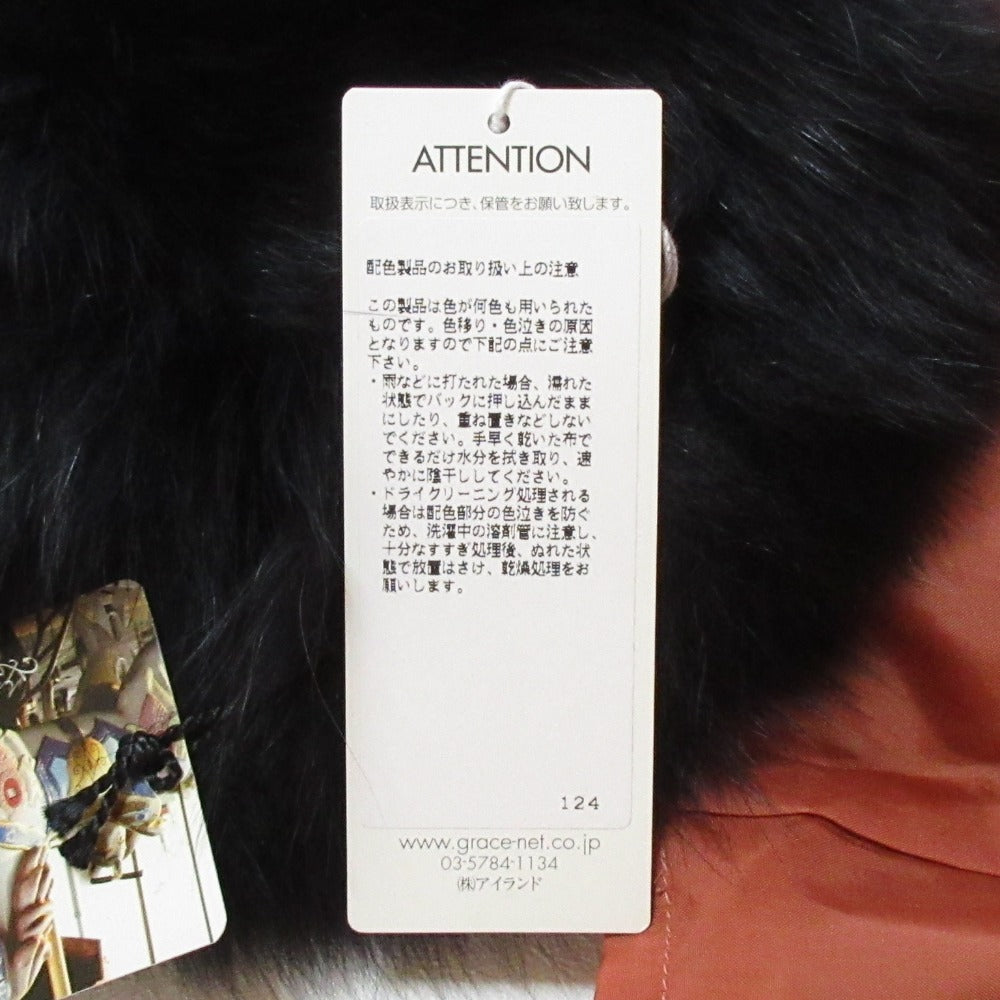 ATTENTION
取扱表示につき、保管をお願い致します。
配色製品のお取り扱い上の注意
この製品は色が何色も用いられた
ものです。色移り・色泣きの原因
となりますので下記の点にご注意
下さい。
・雨などに打たれた場合、濡れた
状態でバックに押し込んだまま
にしたり、重ね置きなどしない
でください。手早く乾いた布で
できるだけ水分を拭き取り、速
やかに陰干ししてください。
・ドライクリーニング処理される
場合は配色部分の色泣きを防ぐ
ため、洗濯中の溶剤管に注意し、
十分なすすぎ処理後、ぬれた状
態で放置はさけ、乾燥処理をお
願いします。
124
www.grace-net.co.jp
03-5784-1134
㈱アイランド